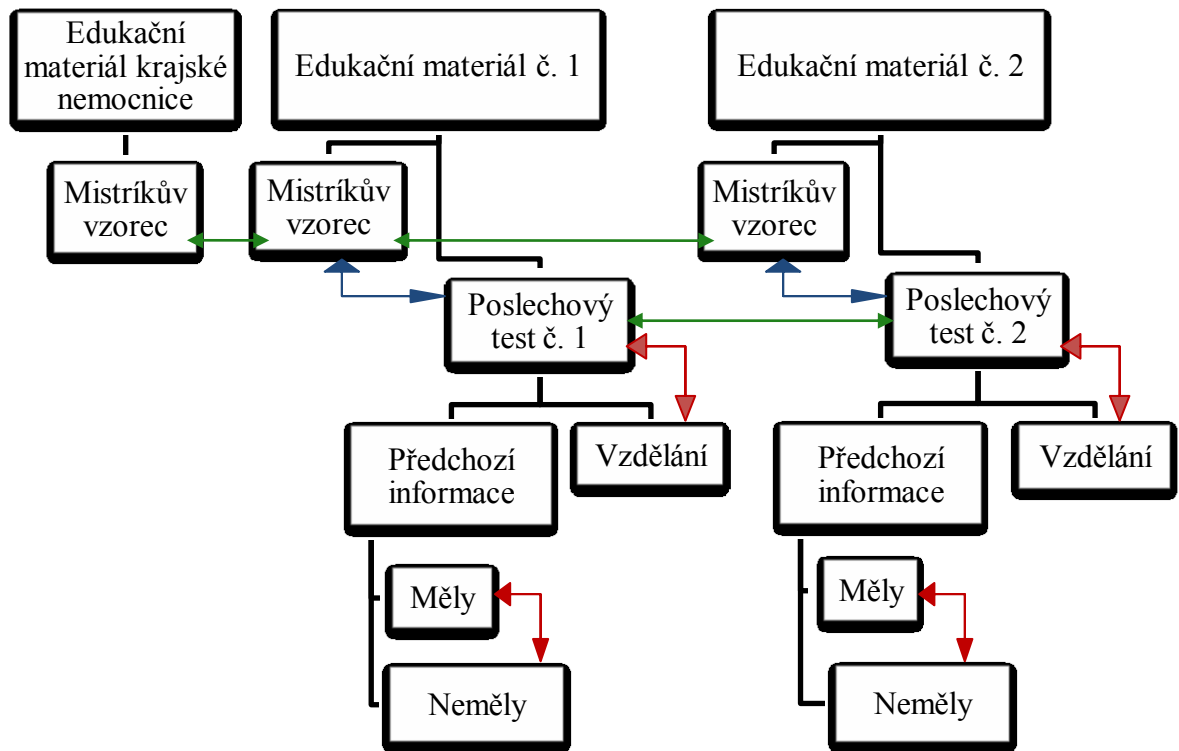 Edukační
materiál krajské
nemocnice
Edukační materiál č. 1
Edukační materiál č. 2
Mistríkův
vzorec
Mistríkův
vzorec
Mistríkův
vzorec
Poslechový
test č. 1
Poslechový
test č. 2
Předchozí
informace
Vzdělání
Předchozí
informace
Vzdělání
Měly
Měly
Neměly
Neměly